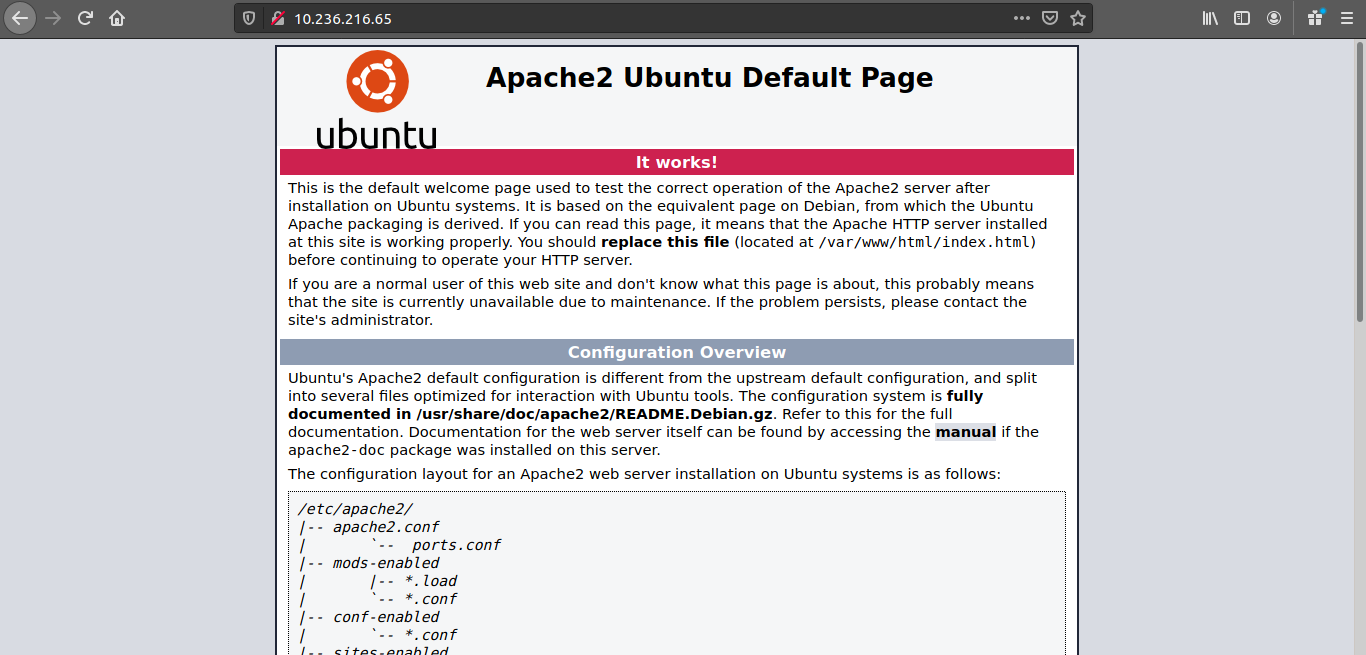 10.236.216.65
Apache2 Ubuntu Default Page
ubuntu
It works!
This is the default welcome page used to test the correct operation of the Apache2 server after
installation on Ubuntu systems. It is based on the equivalent page on Debian, from which the Ubuntu
Apache packaging is derived. If you can read this page, it means that the Apache HTTP server installed
at this site is working properly. You should replace this file (located at /var/www/html/index.html)
before continuing to operate your HTTP server.
If you are a normal user of this web site and don't know what this page is about, this probably means
that the site is currently unavailable due to maintenance. If the problem persists, please contact the
site's administrator.
Configuration Overview
Ubuntu's Apache2 default configuration is different from the upstream default configuration, and split
into several files optimized for interaction with Ubuntu tools. The configuration system is fully
documented in /usr/share/doc/apache2/README.Debian.gz. Refer to this for the full
documentation. Documentation for the web server itself can be found by accessing the manual if the
apache2-doc package was installed on this server.
The configuration layout for an Apache2 web server installation on Ubuntu systems is as follows:
/etc/apache2/
|-- apache2.conf
|       `--  ports.conf
|-- mods-enabled
|       |-- *.load
|       `-- *.conf
|-- conf-enabled
|       `-- *.conf
|-- sites-enabled